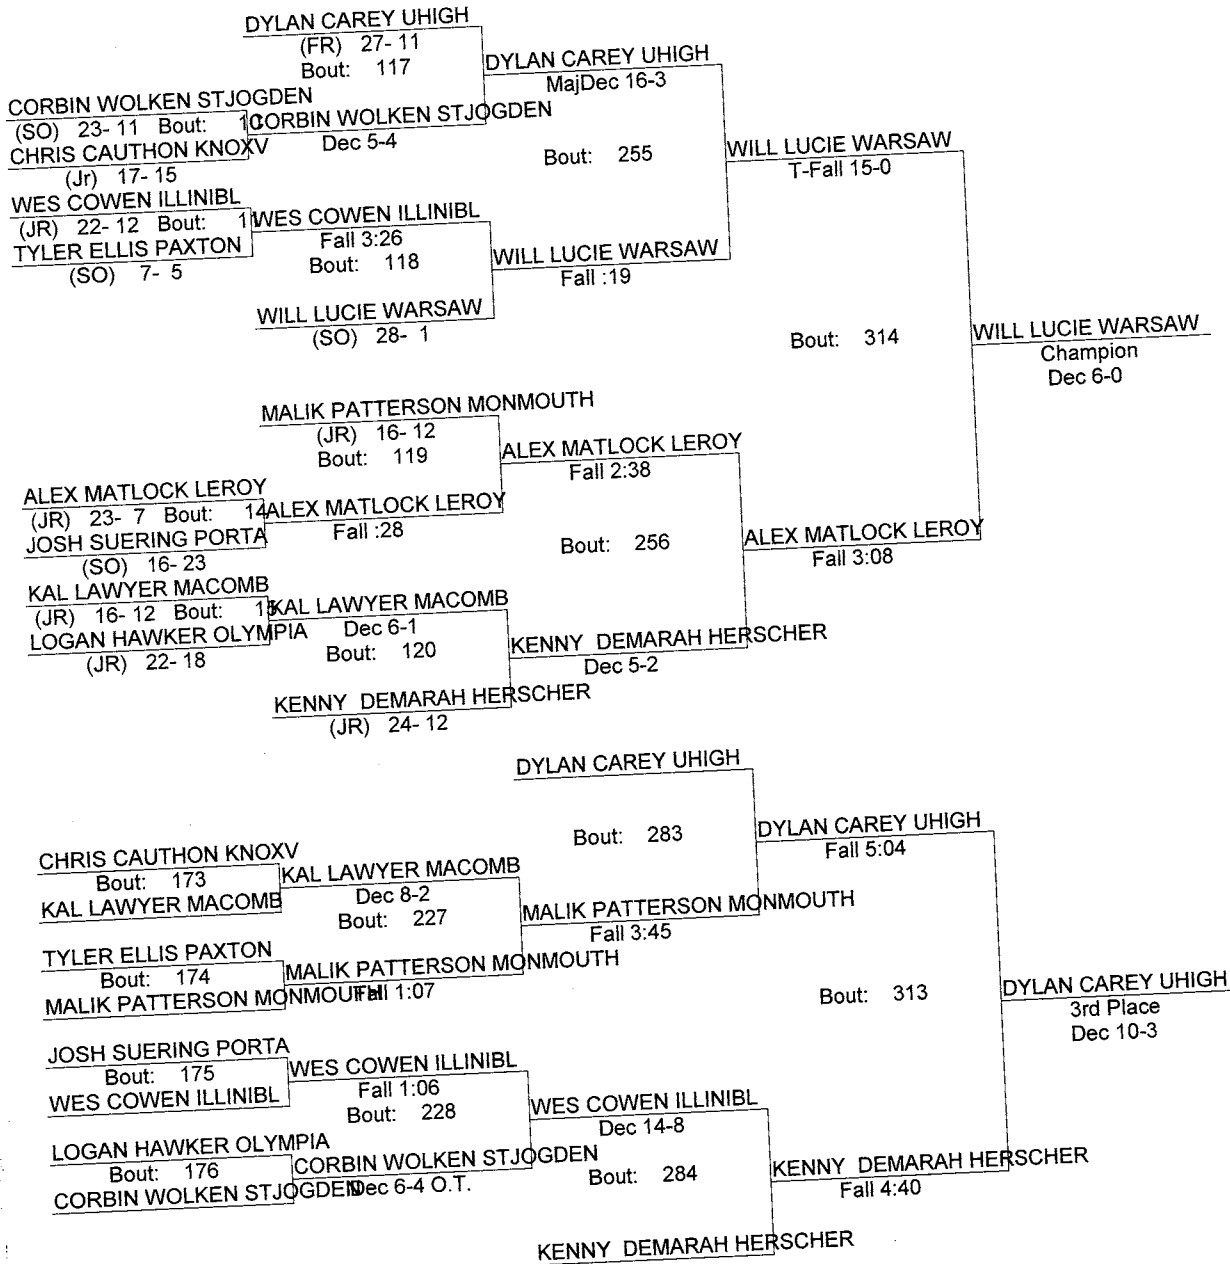 DYLAN CAREY UHIGH
(FR) 27- 11
Bout: 117
DYLAN CAREY UHIGH
MajDec 16-3
CORBIN WOLKEN STJOGDEN
(SO) 23- 11 Bout: 10
CORBIN WOLKEN STJOGDEN
Dec 5-4
CHRIS CAUTHON KNOXV
(Jr) 17- 15
Bout: 255
WILL LUCIE WARSAW
T-Fall 15-0
WES COWEN ILLINIBL
(JR) 22- 12 Bout: 1
WES COWEN ILLINIBL
Fall 3:26
Bout: 118
TYLER ELLIS PAXTON
(SO) 7- 5
WILL LUCIE WARSAW
Fall :19
WILL LUCIE WARSAW
(SO) 28- 1
Bout: 314
WILL LUCIE WARSAW
Champion
Dec 6-0
MALIK PATTERSON MONMOUTH
(JR) 16- 12
Bout: 119
ALEX MATLOCK LEROY
Fall 2:38
ALEX MATLOCK LEROY
(JR) 23- 7 Bout: 14
ALEX MATLOCK LEROY
Fall :28
JOSH SUERING PORTA
(SO) 16- 23
Bout: 256
ALEX MATLOCK LEROY
Fall 3:08
KAL LAWYER MACOMB
(JR) 16- 12 Bout: 15
KAL LAWYER MACOMB
Dec 6-1
Bout: 120
LOGAN HAWKER OLYMPIA
(JR) 22- 18
KENNY DEMARAH HERSCHER
Dec 5-2
KENNY DEMARAH HERSCHER
(JR) 24- 12
DYLAN CAREY UHIGH
Bout: 283
DYLAN CAREY UHIGH
Fall 5:04
CHRIS CAUTHON KNOXV
Bout: 173
KAL LAWYER MACOMB
KAL LAWYER MACOMB
Dec 8-2
Bout: 227
MALIK PATTERSON MONMOUTH
Fall 3:45
TYLER ELLIS PAXTON
Bout: 174
MALIK PATTERSON MONMOUTH
MALIK PATTERSON MONMOUTH
Fall 1:07
Bout: 313
DYLAN CAREY UHIGH
3rd Place
Dec 10-3
JOSH SUERING PORTA
Bout: 175
WES COWEN ILLINIBL
WES COWEN ILLINIBL
Fall 1:06
Bout: 228
WES COWEN ILLINIBL
Dec 14-8
LOGAN HAWKER OLYMPIA
Bout: 176
CORBIN WOLKEN STJOGDEN
CORBIN WOLKEN STJOGDEN
Dec 6-4 O.T.
Bout: 284
KENNY DEMARAH HERSCHER
Fall 4:40
KENNY DEMARAH HERSCHER